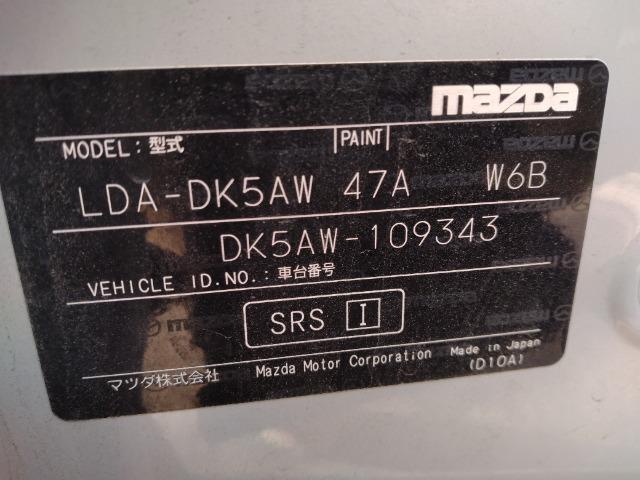 mazda
MODEL: 型式 PAINT
LDA-DK5AW 47A W6B
DK5AW-109343
VEHICLE ID.NO.: 車台番号
SRS I
マツダ株式会社 Mazda Motor Corporation Made in Japan
(D10A)